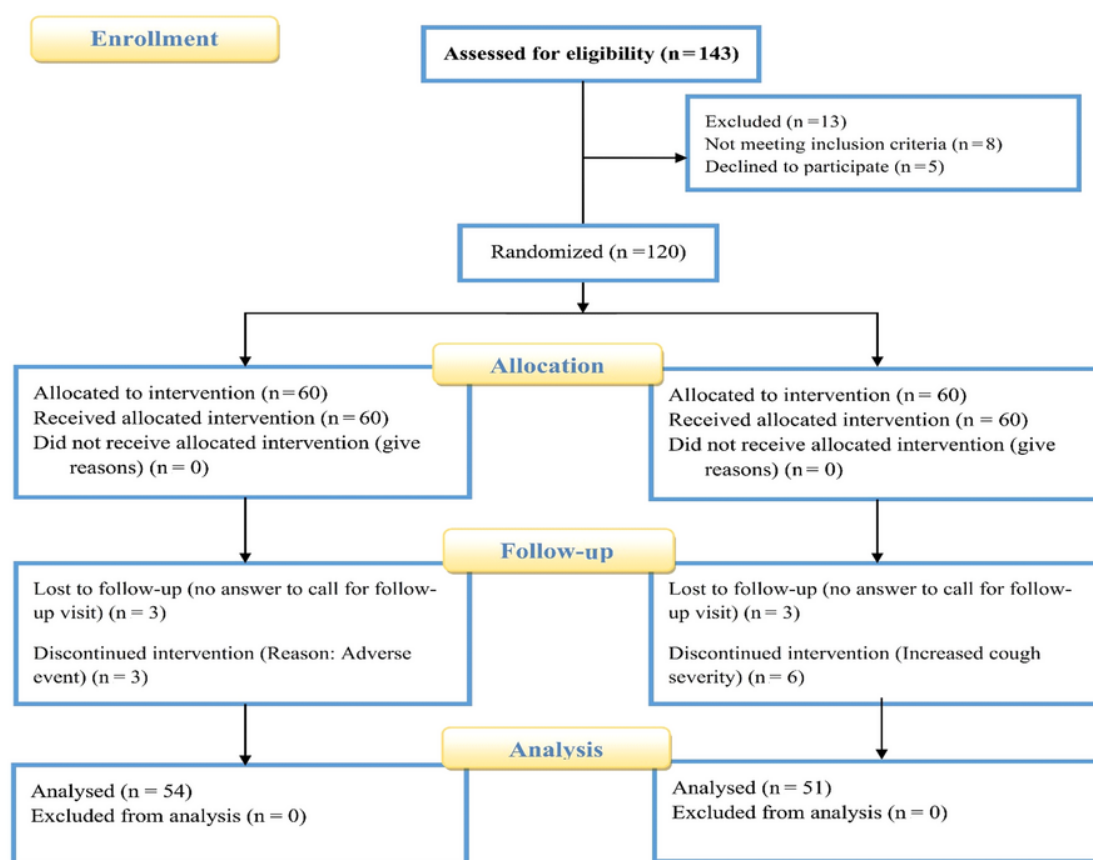 Enrollment
Assessed for eligibility (n=143)
Excluded (n =13)
Not meeting inclusion criteria (n=8)
Declined to participate (n=5)
Randomized (n =120)
Allocation
Allocated to intervention (n=60)
Received allocated intervention (n=60)
Did not receive allocated intervention (give
reasons) (n = 0)
Allocated to intervention (n = 60)
Received allocated intervention (n = 60)
Did not receive allocated intervention (give
reasons) (n = 0)
Follow-up
Lost to follow-up (no answer to call for follow-
up visit) (n = 3)
Discontinued intervention (Reason: Adverse
event) (n = 3)
Lost to follow-up (no answer to call for follow-
up visit) (n = 3)
Discontinued intervention (Increased cough
severity) (n = 6)
Analysis
Analysed (n = 54)
Excluded from analysis (n = 0)
Analysed (n = 51)
Excluded from analysis (n = 0)